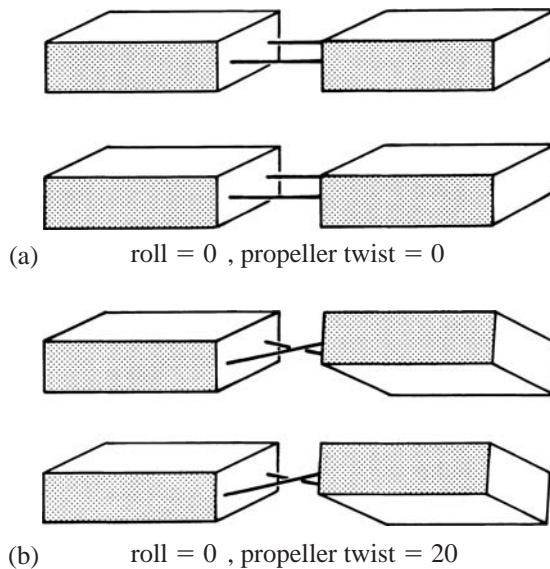 (a) roll = 0 , propeller twist = 0
(b) roll = 0 , propeller twist = 20